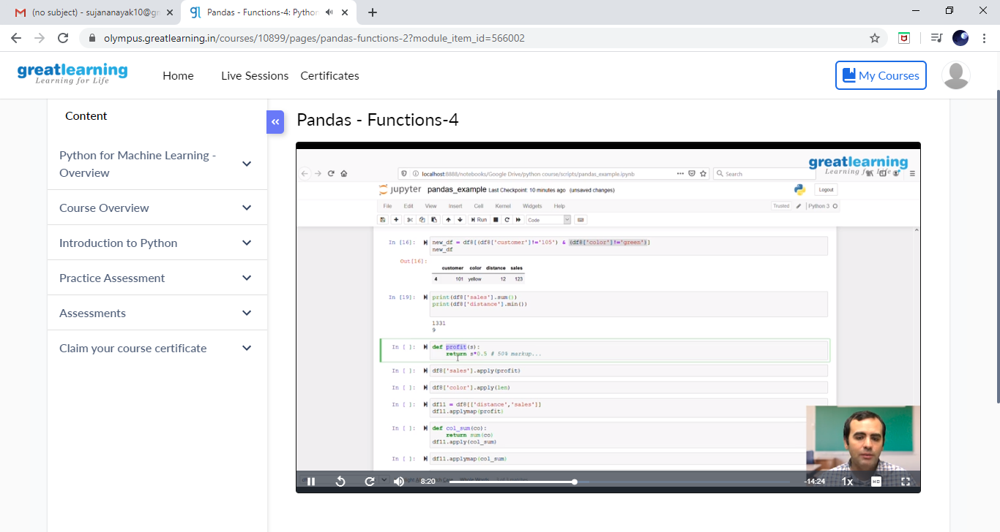 (no subject) - sujananayak10@gr
Pandas - Functions-4: Python
olympus.greatlearning.in/courses/10899/pages/pandas-functions-2?module_item_id=566002
greatlearning
Learning for Life
Home
Live Sessions
Certificates
My Courses
Content
Python for Machine Learning -
Overview
Course Overview
Introduction to Python
Practice Assessment
Assessments
Claim your course certificate
Pandas - Functions-4
greatlearning
Learning for Life
localhost:8888/notebooks/Google Drive/python course/scripts/pandas_example.ipynb
Search
jupyter pandas_example Last Checkpoint: 10 minutes ago (unsaved changes)
Logout
File Edit View Insert Cell Kernel Widgets Help
Trusted
Python 3
Run
Code
In [16]: new_df = df8[(df8['customer']!='105') & (df8['color']!='green')]
new_df
Out[16]:
customer color distance sales
4 101 yellow 12 123
In [19]: print(df8['sales'].sum())
print(df8['distance'].min())
1331
9
In [ ]: def profit(s):
return s*0.5 # 50% markup...
In [ ]: df8['sales'].apply(profit)
In [ ]: df8['color'].apply(len)
In [ ]: df11 = df8[['distance','sales']]
df11.applymap(profit)
In [ ]: def col_sum(co):
return sum(co)
df11.apply(col_sum)
In [ ]: df11.applymap(col_sum)
8:20
-14:24
1x
HD